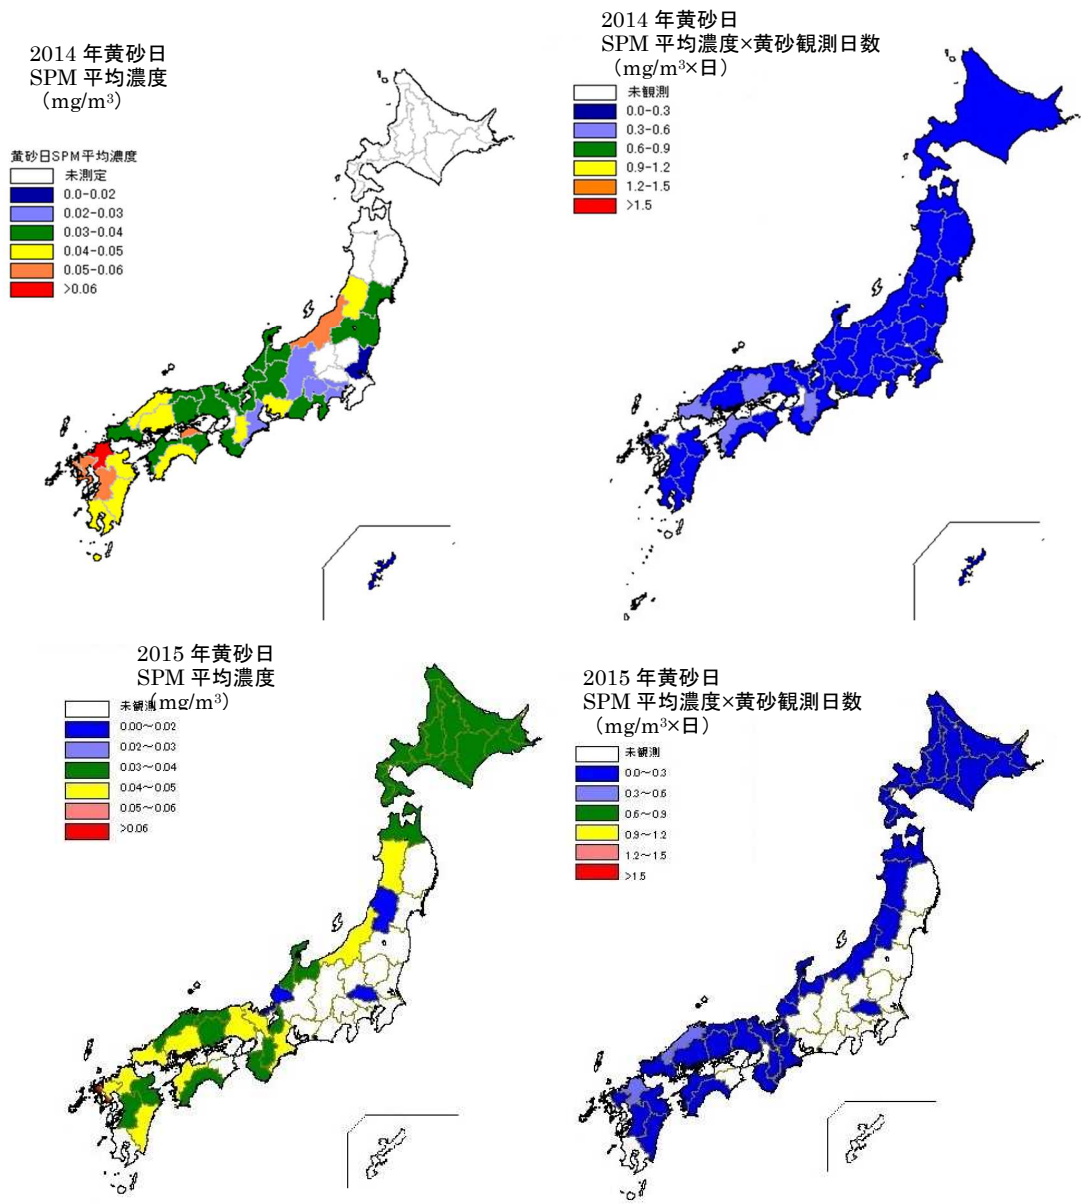 2014 年黄砂日
SPM 平均濃度
（mg/m³）
黄砂日SPM平均濃度
未測定
0.0-0.02
0.02-0.03
0.03-0.04
0.04-0.05
0.05-0.06
>0.06
2014 年黄砂日
SPM 平均濃度×黄砂観測日数
（mg/m³×日）
未観測
0.0-0.3
0.3-0.6
0.6-0.9
0.9-1.2
1.2-1.5
>1.5
2015 年黄砂日
SPM 平均濃度
（mg/m³）
未観測
0.00～0.02
0.02～0.03
0.03～0.04
0.04～0.05
0.05～0.06
>0.06
2015 年黄砂日
SPM 平均濃度×黄砂観測日数
（mg/m³×日）
未観測
0.0～0.3
0.3～0.6
0.6～0.9
0.9～1.2
1.2～1.5
>1.5